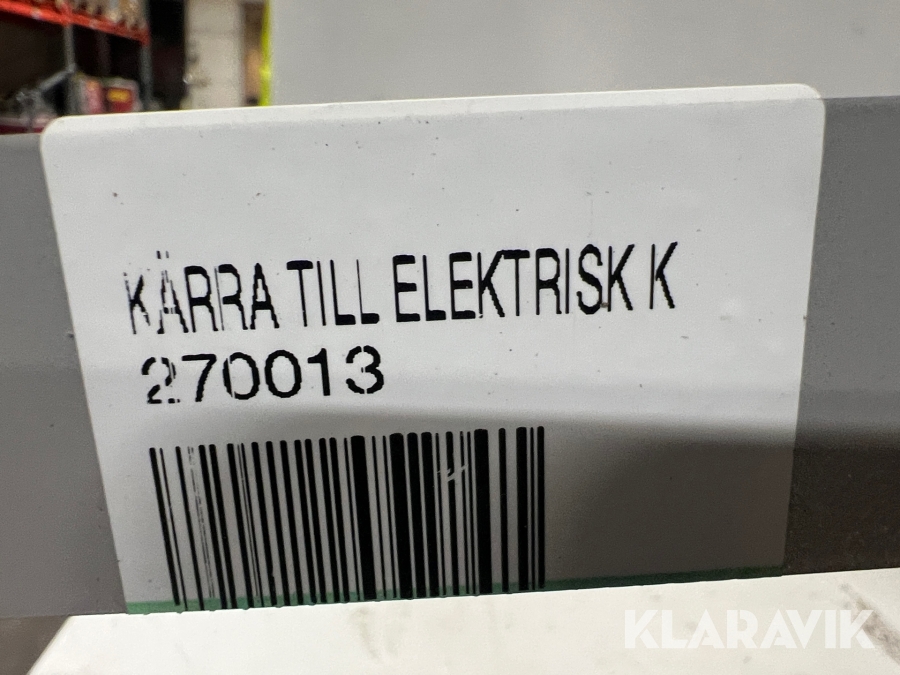 KÄRRA TILL ELEKTRISK K
270013
KLARAVIK